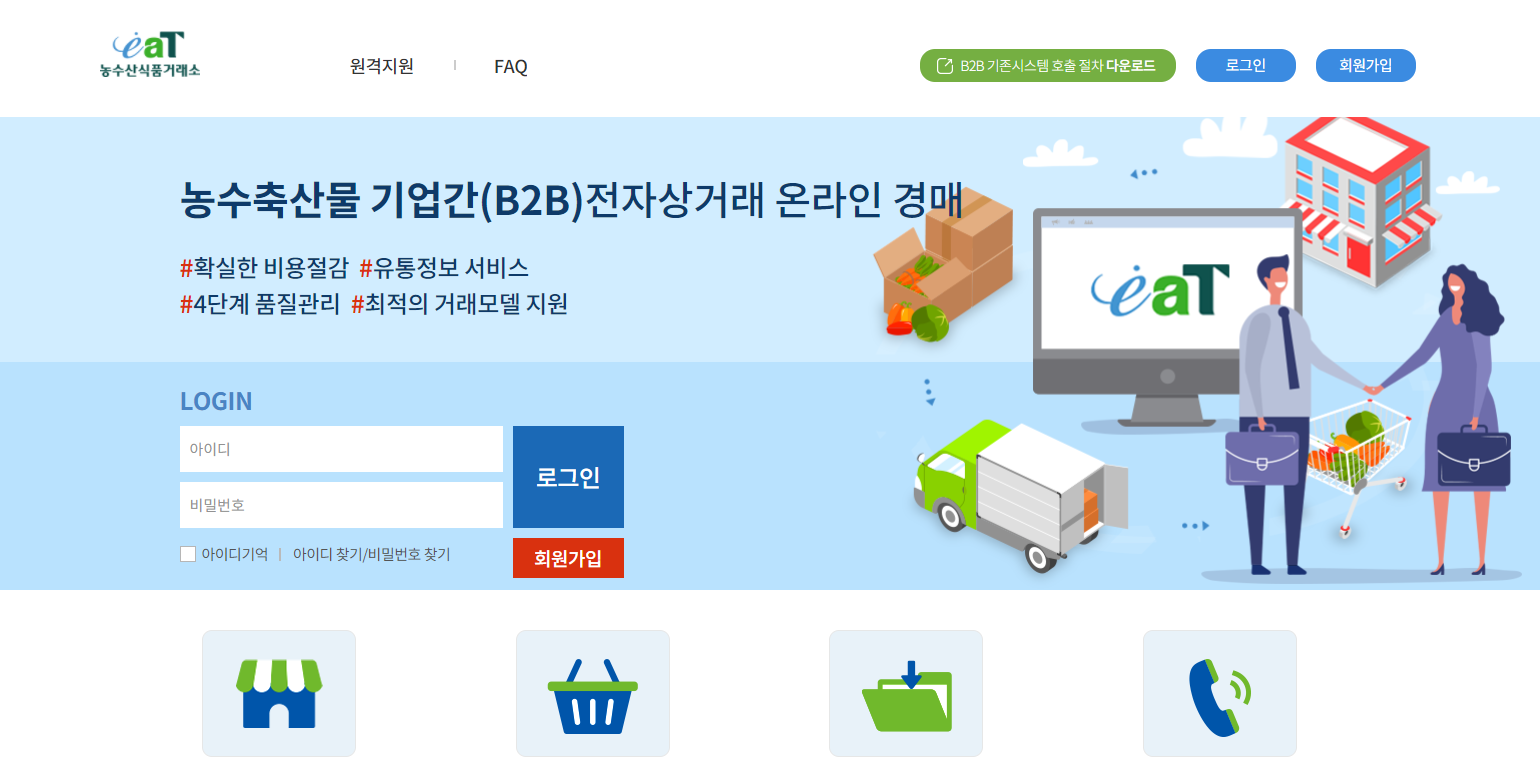 eaT
농수산식품거래소
원격지원
FAQ
B2B 기존시스템 호출 절차 다운로드
로그인
회원가입
농수축산물 기업간(B2B)전자상거래 온라인 경매
#확실한 비용절감 #유통정보 서비스
#4단계 품질관리 #최적의 거래모델 지원
eaT
LOGIN
아이디
비밀번호
로그인
아이디기억 | 아이디 찾기/비밀번호 찾기
회원가입